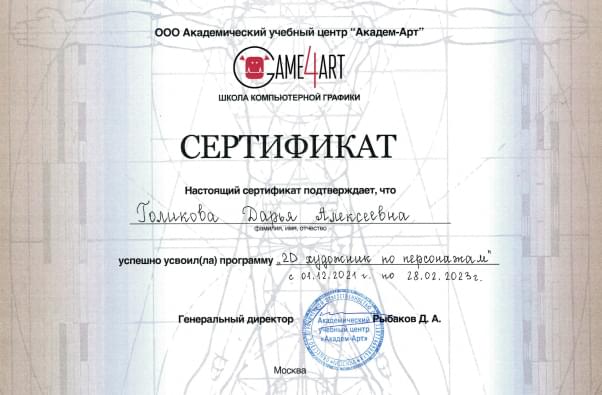 ООО Академический учебный центр "Академ-Арт"
GAME4ART
ШКОЛА КОМПЬЮТЕРНОЙ ГРАФИКИ
СЕРТИФИКАТ
Настоящий сертификат подтверждает, что
Голикова Дарья Алексеевна
фамилия, имя, отчество
успешно усвоил(ла) программу „2D художник по персонажам"
с 01.12.2021 г. по 28.02.2023 г.
Генеральный директор Рыбаков Д. А.
Академический
учебный центр
«Академ-Арт»
Москва